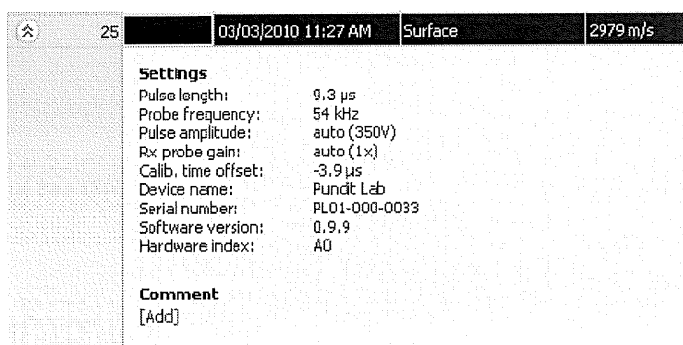 25 03/03/2010 11:27 AM Surface 2979 m/s
Settings
Pulse length: 9.3 µs
Probe frequency: 54 kHz
Pulse amplitude: auto (350V)
Rx probe gain: auto (1x)
Calib. time offset: -3.9 µs
Device name: Pundit Lab
Serial number: PL01-000-0033
Software version: 0.9.9
Hardware index: A0
Comment
[Add]